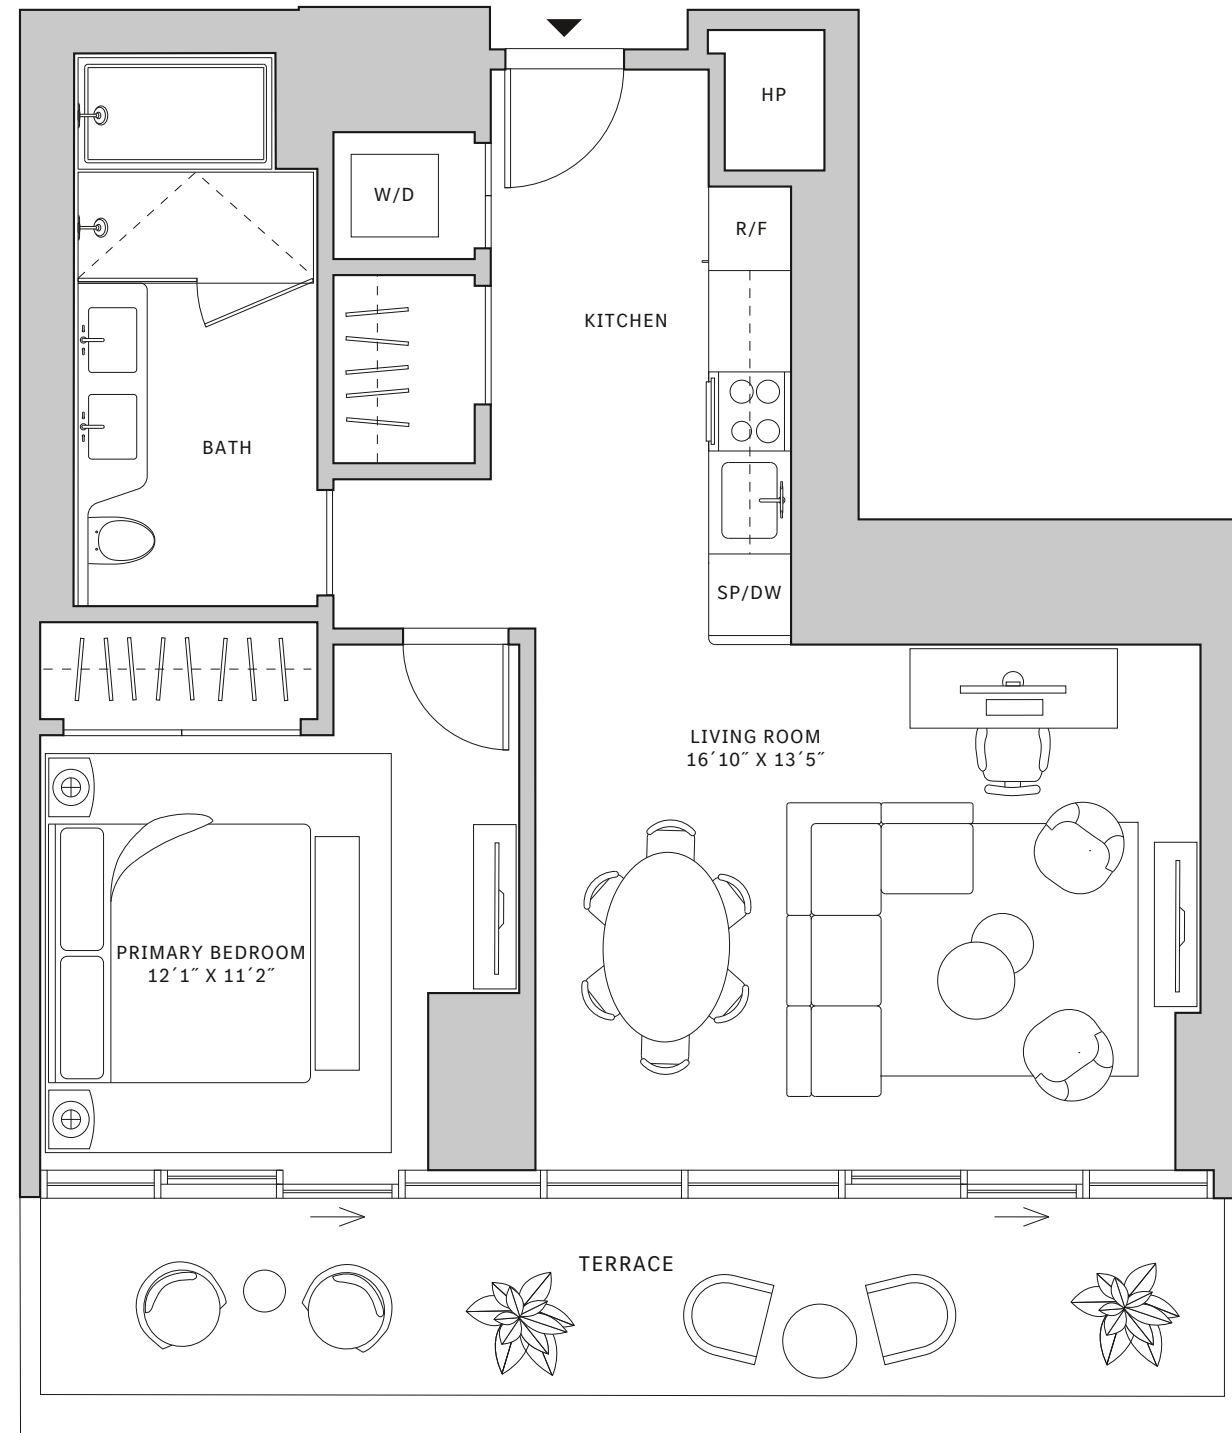 HP
W/D
R/F
KITCHEN
BATH
SP/DW
LIVING ROOM
16´10˝ X 13´5˝
PRIMARY BEDROOM
12´1˝ X 11´2˝
TERRACE